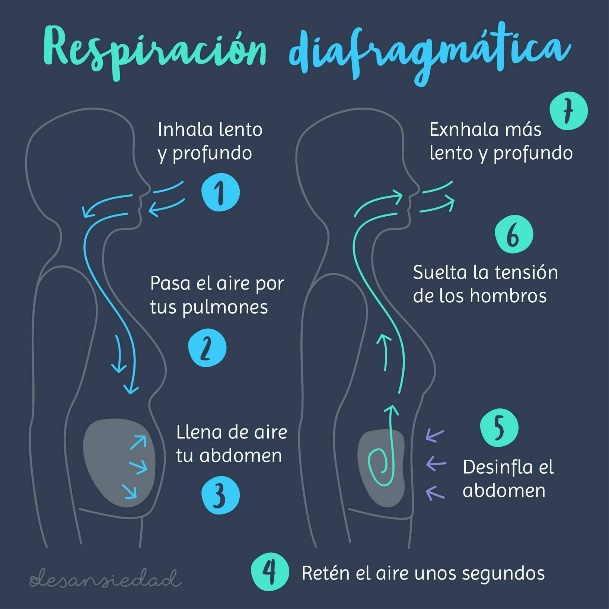 Respiración diafragmática
Inhala lento
y profundo
1
Pasa el aire por
tus pulmones
2
Llena de aire
tu abdomen
3
4 Retén el aire unos segundos
5
Desinfla el
abdomen
6
Suelta la tensión
de los hombros
7
Exnhala más
lento y profundo
desansiedad